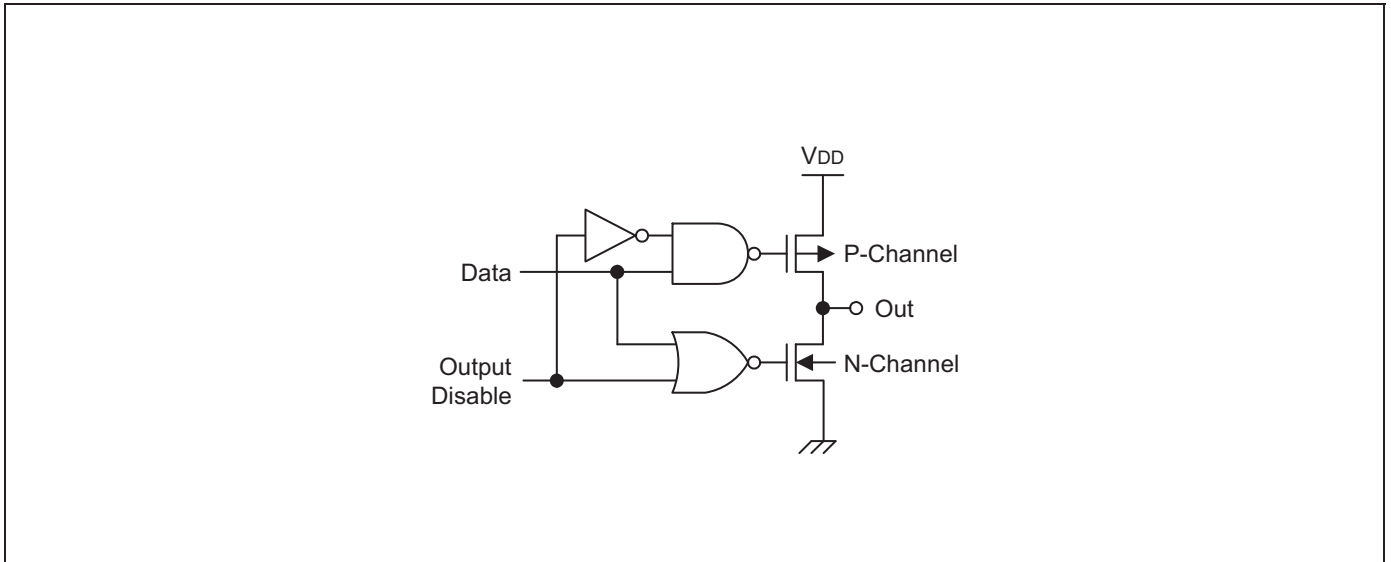 VDD
P-Channel
Data
Out
N-Channel
Output
Disable